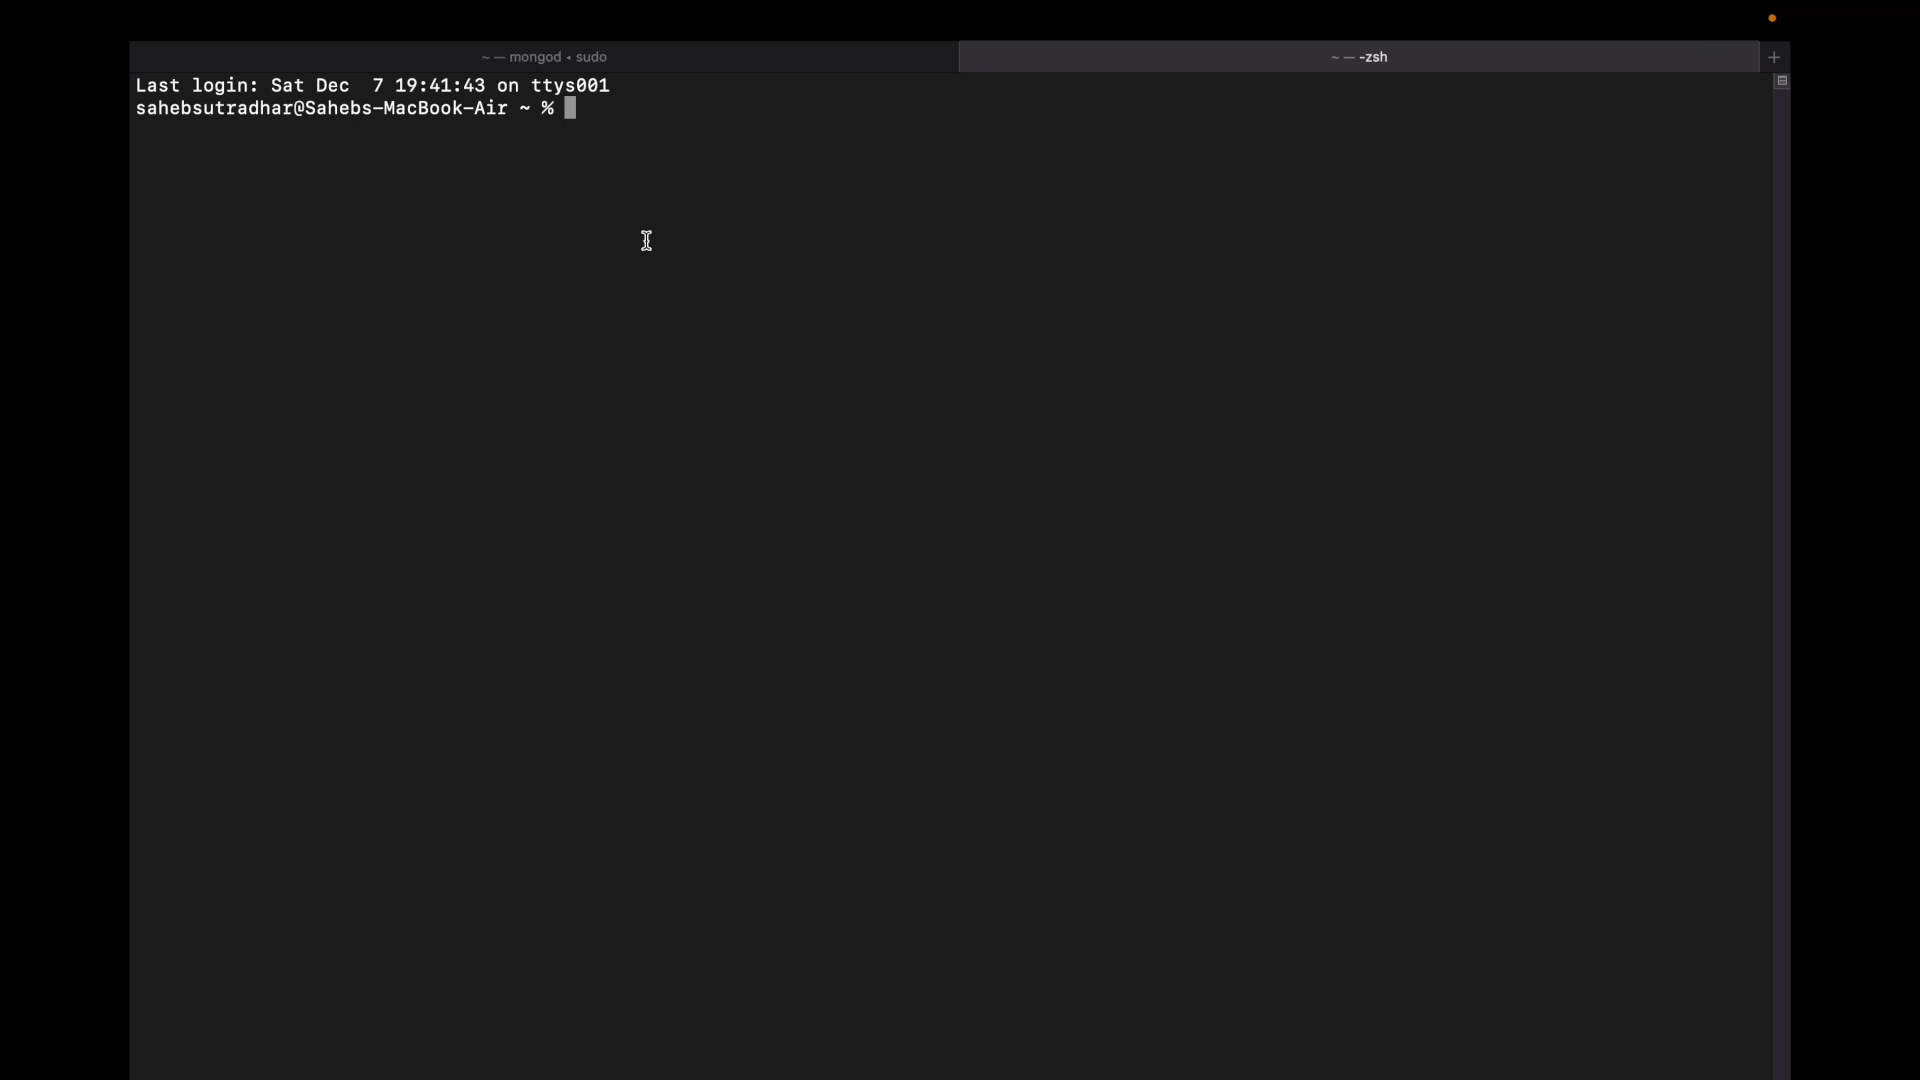 ~ — mongod • sudo
~ — -zsh
Last login: Sat Dec  7 19:41:43 on ttys001
sahebsutradhar@Sahebs-MacBook-Air ~ %